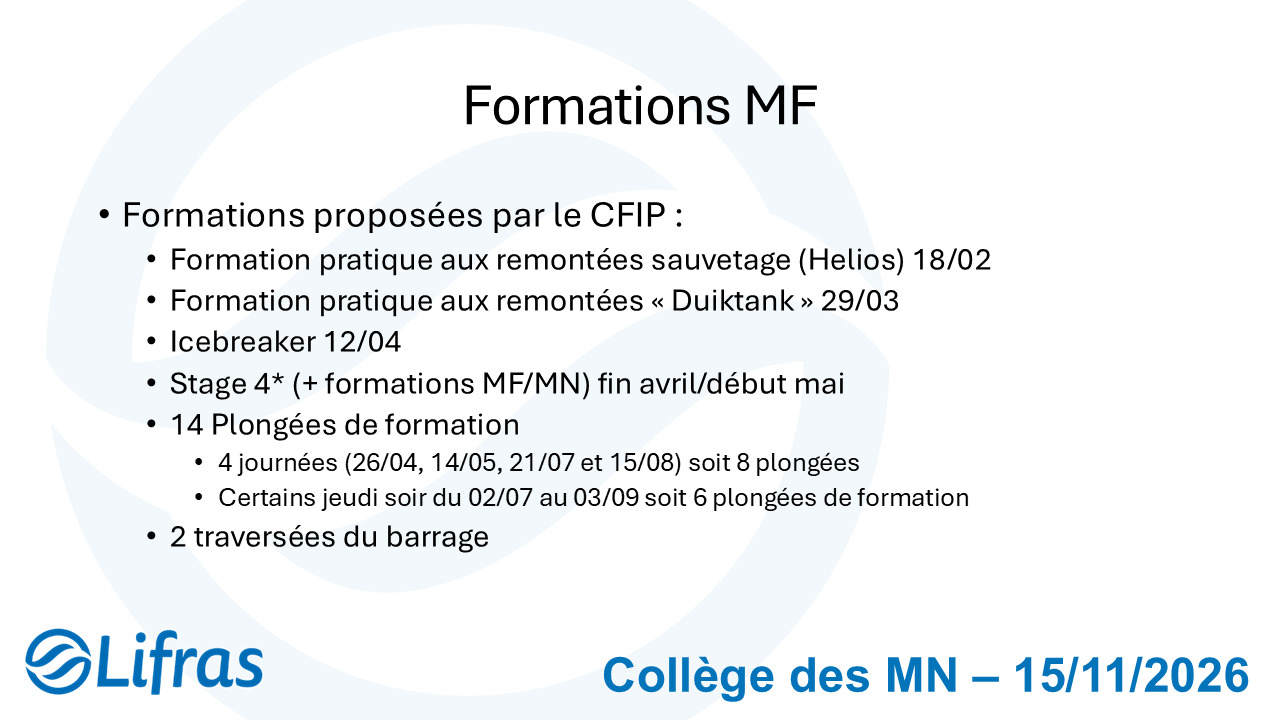 Formations MF
• Formations proposées par le CFIP :
• Formation pratique aux remontées sauvetage (Helios) 18/02
• Formation pratique aux remontées « Duiktank » 29/03
• Icebreaker 12/04
• Stage 4* (+ formations MF/MN) fin avril/début mai
• 14 Plongées de formation
• 4 journées (26/04, 14/05, 21/07 et 15/08) soit 8 plongées
• Certains jeudi soir du 02/07 au 03/09 soit 6 plongées de formation
• 2 traversées du barrage
Lifras
Collège des MN – 15/11/2026